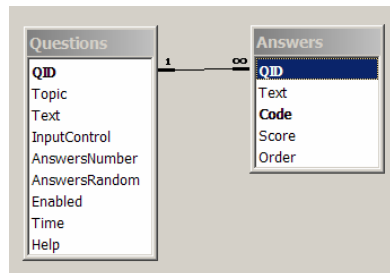 Questions
QID
Topic
Text
InputControl
AnswersNumber
AnswersRandom
Enabled
Time
Help
1
∞
Answers
QID
Text
Code
Score
Order